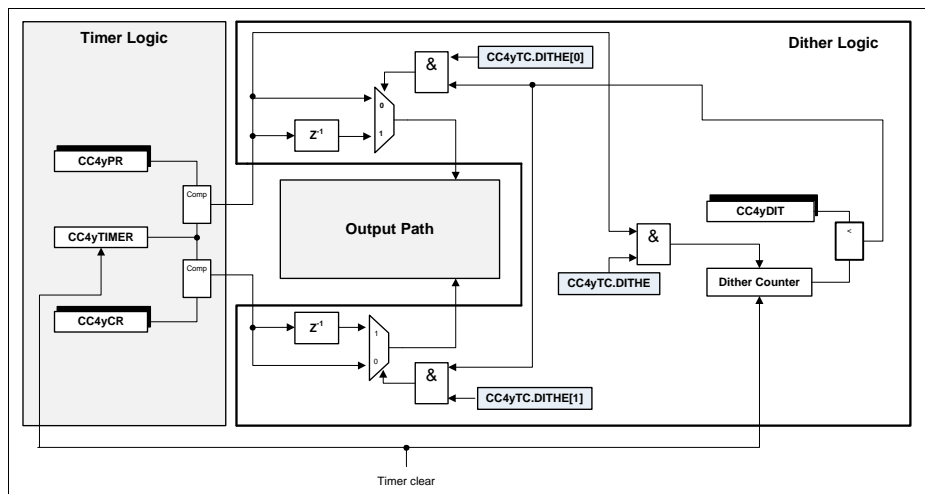 Timer Logic
Dither Logic
CC4yTC.DITHE[0]
&
0
1
Z-1
CC4yPR
Comp
CC4yTIMER
Output Path
CC4yDIT
<
&
CC4yTC.DITHE
Dither Counter
Comp
CC4yCR
Z-1
1
0
&
CC4yTC.DITHE[1]
Timer clear